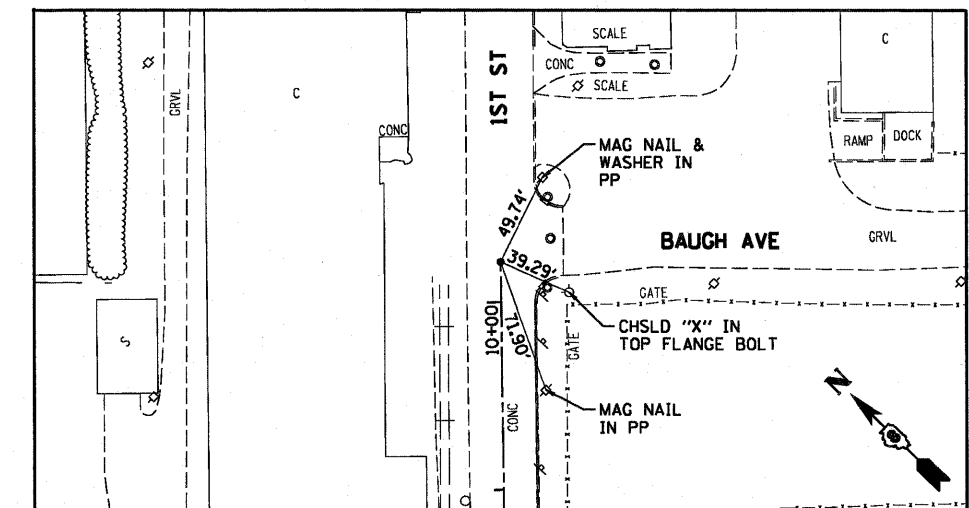 SCALE
C
CONC
SCALE
1ST ST
GRVL
C
CONC
MAG NAIL &
WASHER IN
PP
RAMP
DOCK
49.74'
BAUGH AVE
GRVL
39.29'
GATE
CHSLD "X" IN
TOP FLANGE BOLT
10+00
71.90'
GATE
S
P
P
MAG NAIL
IN PP
CONC
N
P